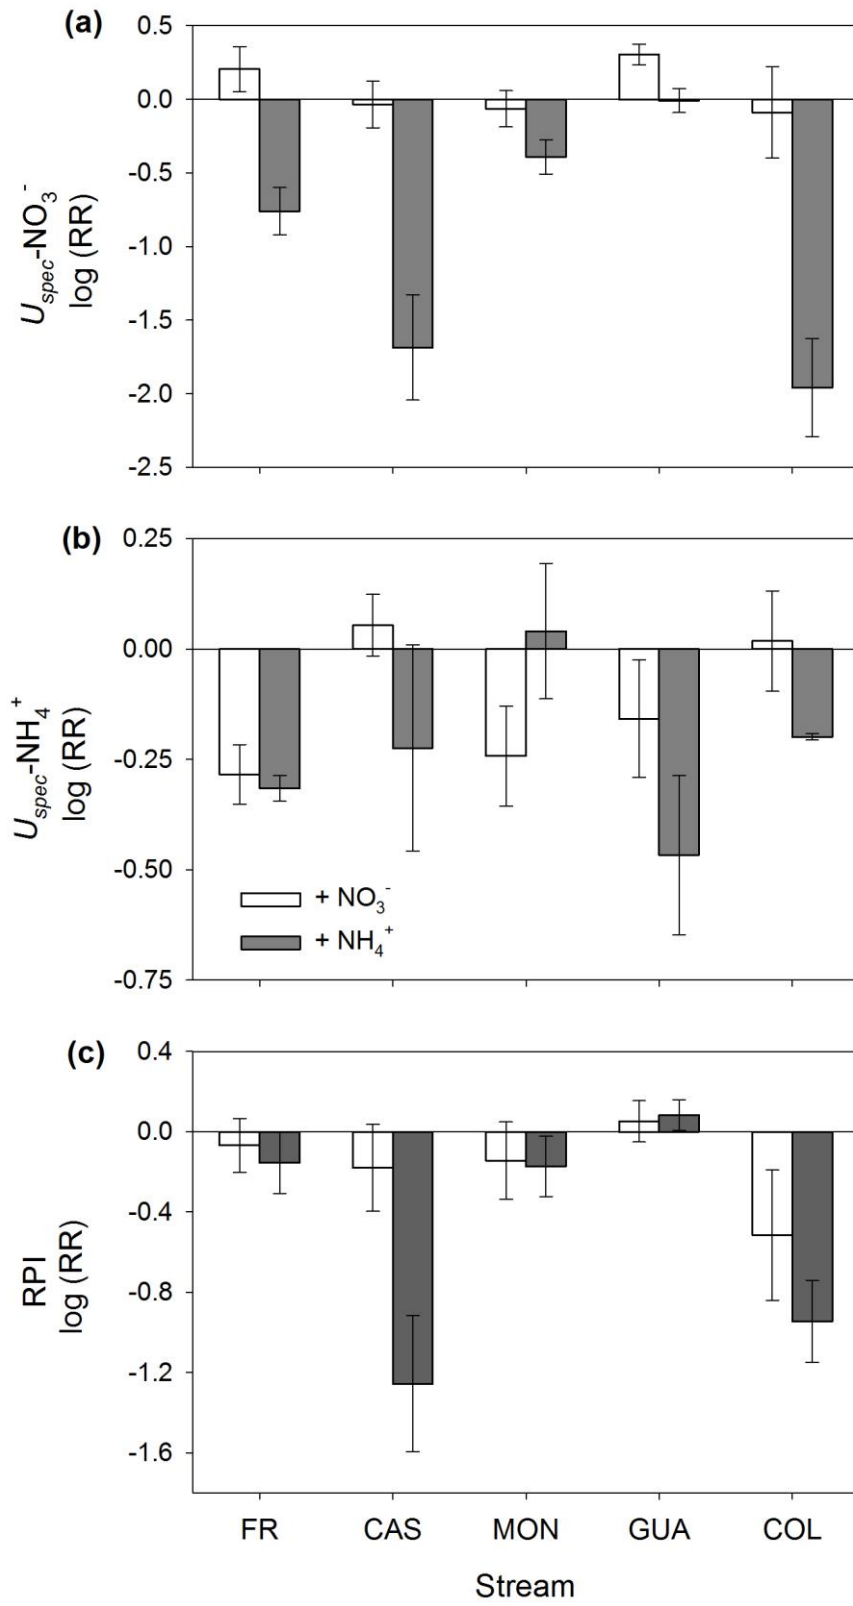 (a)
0.5
0.0
-0.5
-1.0
-1.5
-2.0
-2.5
U_spec-NO₃⁻
log (RR)
(b)
0.25
0.00
-0.25
-0.50
-0.75
U_spec-NH₄⁺
log (RR)
+ NO₃⁻
+ NH₄⁺
(c)
0.4
0.0
-0.4
-0.8
-1.2
-1.6
RPI
log (RR)
FR CAS MON GUA COL
Stream